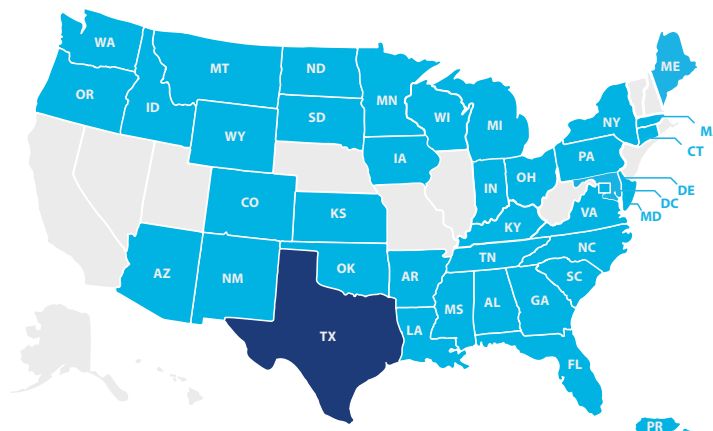 WA
MT
ND
ME
OR
ID
MN
WI
NY
M
SD
MI
WY
CT
PA
IA
OH
IN
DE
CO
DC
KS
VA
MD
KY
NC
TN
AZ
NM
OK
AR
SC
MS
AL
GA
LA
TX
FL
PR